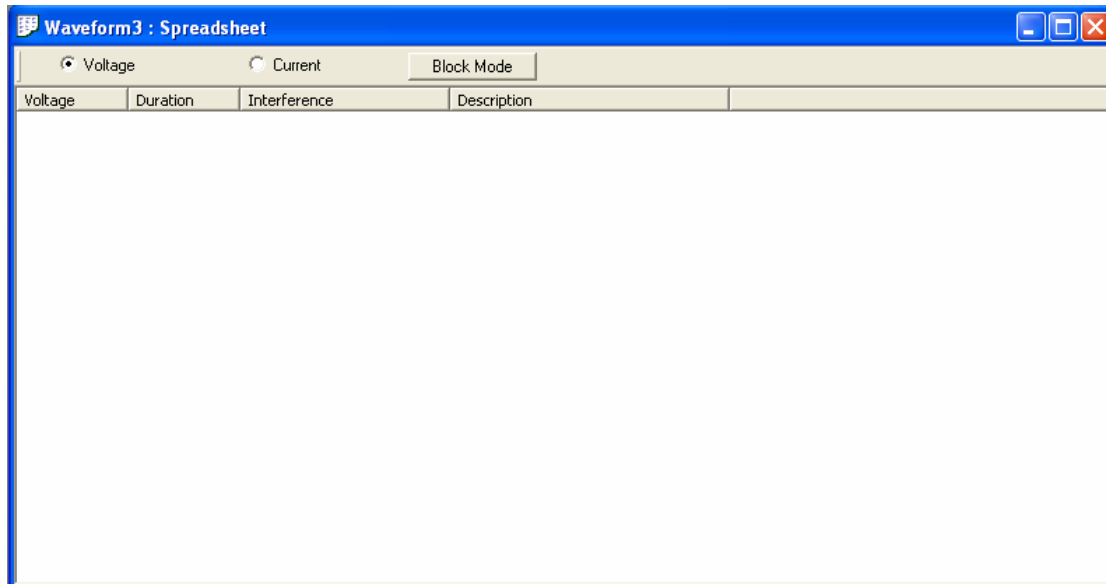 Waveform3 : Spreadsheet
Voltage Current Block Mode
Voltage Duration Interference Description